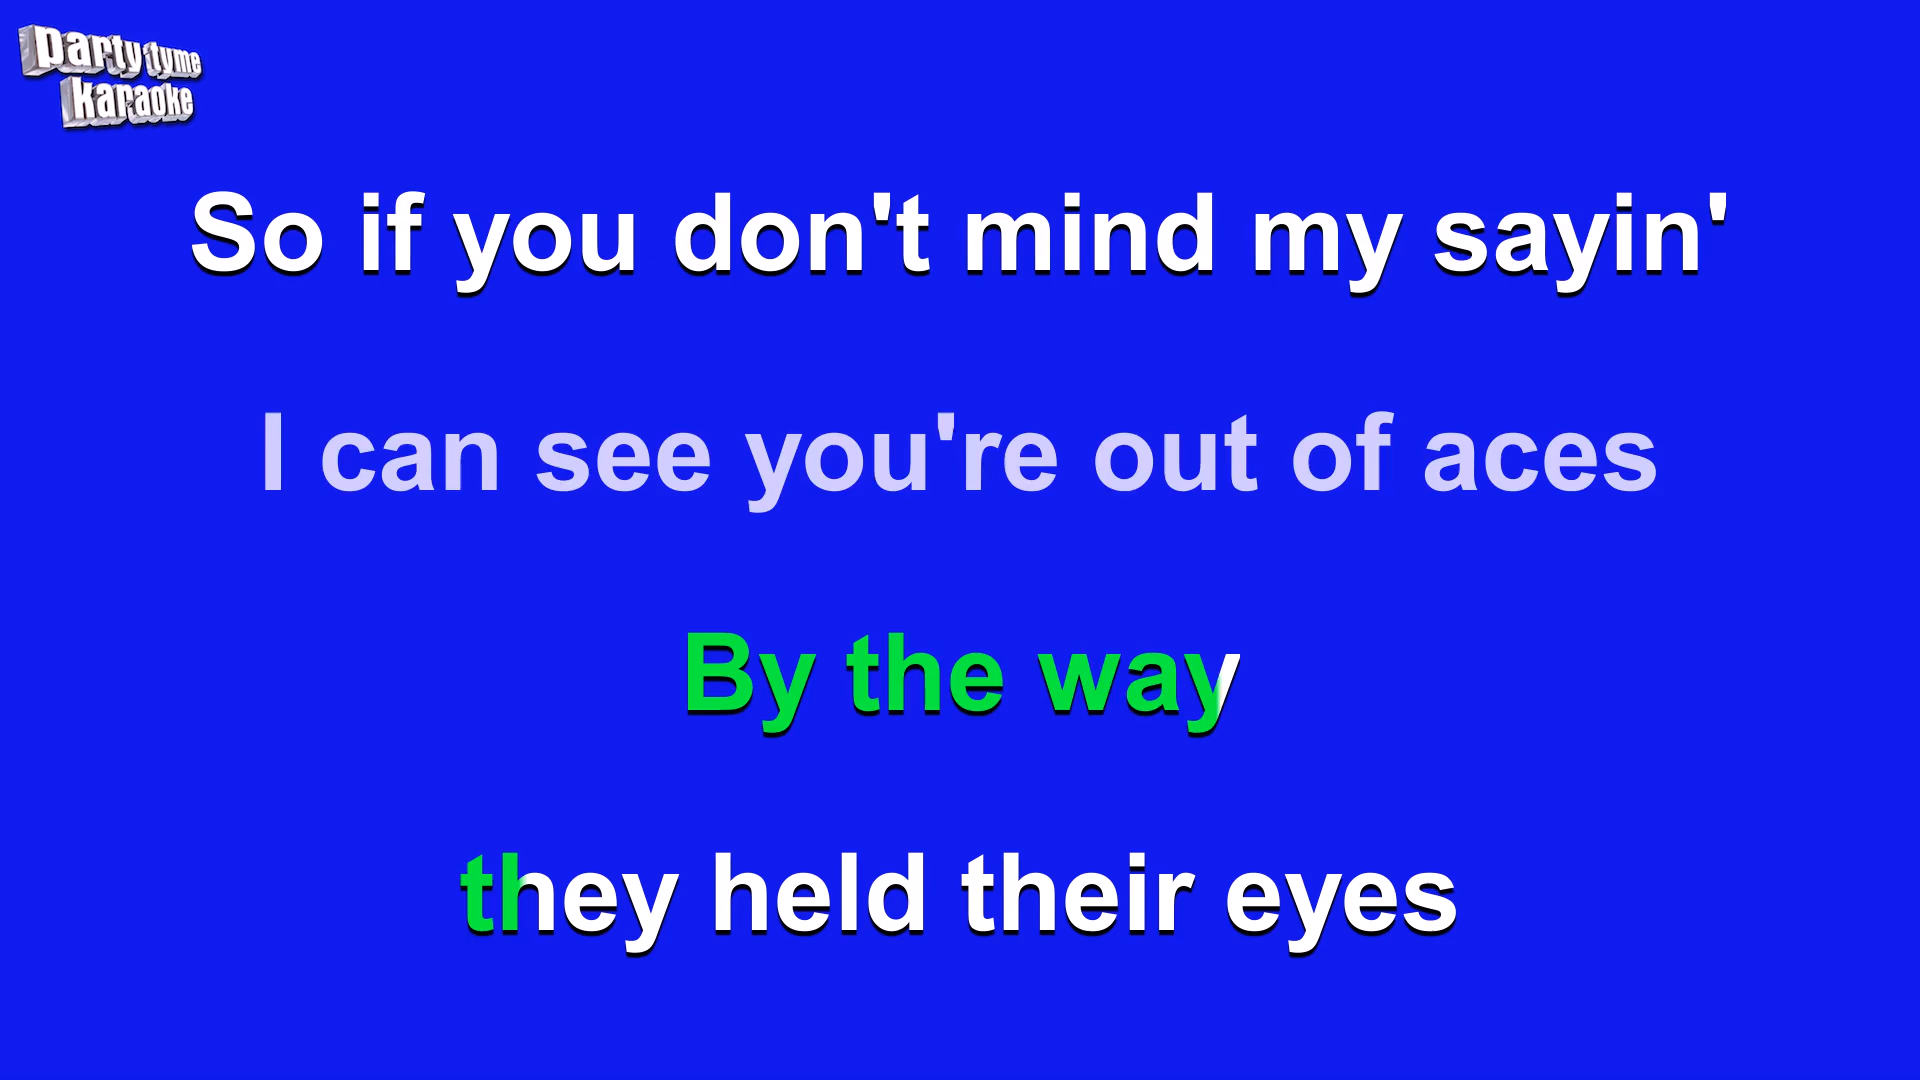 party tyme
karaoke
So if you don't mind my sayin'
I can see you're out of aces
By the way
they held their eyes